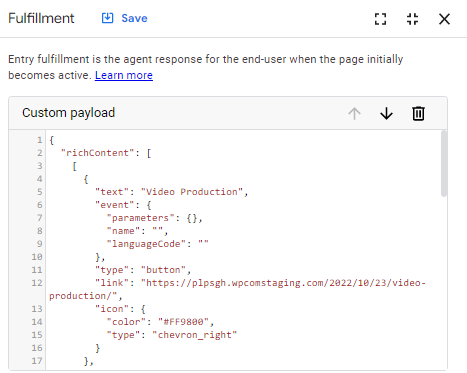 Fulfillment Save
Entry fulfillment is the agent response for the end-user when the page initially
becomes active. Learn more
Custom payload
1 {
2 "richContent": [
3 [
4 {
5 "text": "Video Production",
6 "event": {
7 "parameters": {},
8 "name": "",
9 "languageCode": ""
10 },
11 "type": "button",
12 "link": "https://plpsgh.wpcomstaging.com/2022/10/23/video-
production/",
13 "icon": {
14 "color": "#FF9800",
15 "type": "chevron_right"
16 }
17 },